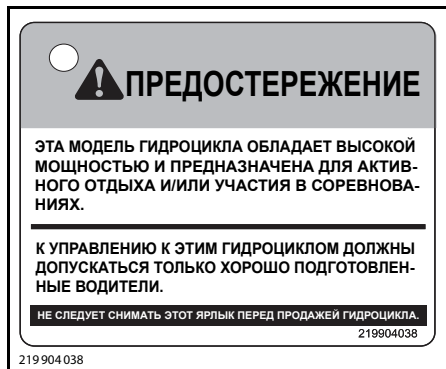 ПРЕДОСТЕРЕЖЕНИЕ
ЭТА МОДЕЛЬ ГИДРОЦИКЛА ОБЛАДАЕТ ВЫСОКОЙ
МОЩНОСТЬЮ И ПРЕДНАЗНАЧЕНА ДЛЯ АКТИВ-
НОГО ОТДЫХА И/ИЛИ УЧАСТИЯ В СОРЕВНОВА-
НИЯХ.
К УПРАВЛЕНИЮ К ЭТИМ ГИДРОЦИКЛОМ ДОЛЖНЫ
ДОПУСКАТЬСЯ ТОЛЬКО ХОРОШО ПОДГОТОВЛЕН-
НЫЕ ВОДИТЕЛИ.
НЕ СЛЕДУЕТ СНИМАТЬ ЭТОТ ЯРЛЫК ПЕРЕД ПРОДАЖЕЙ ГИДРОЦИКЛА.
219904038
219 904 038